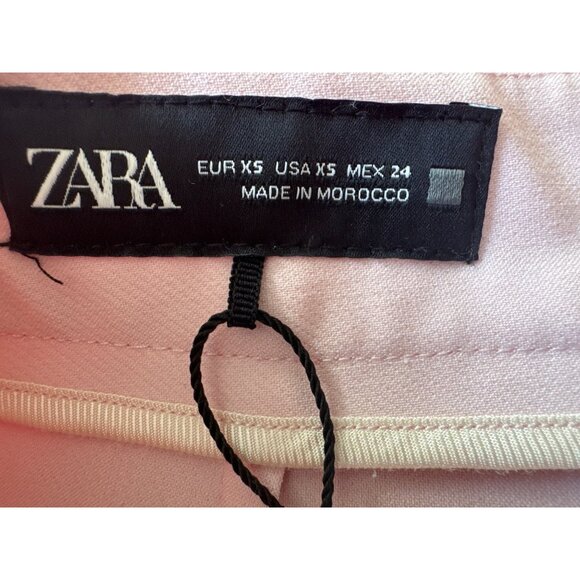 ZARA
EUR XS USA XS MEX 24
MADE IN MOROCCO